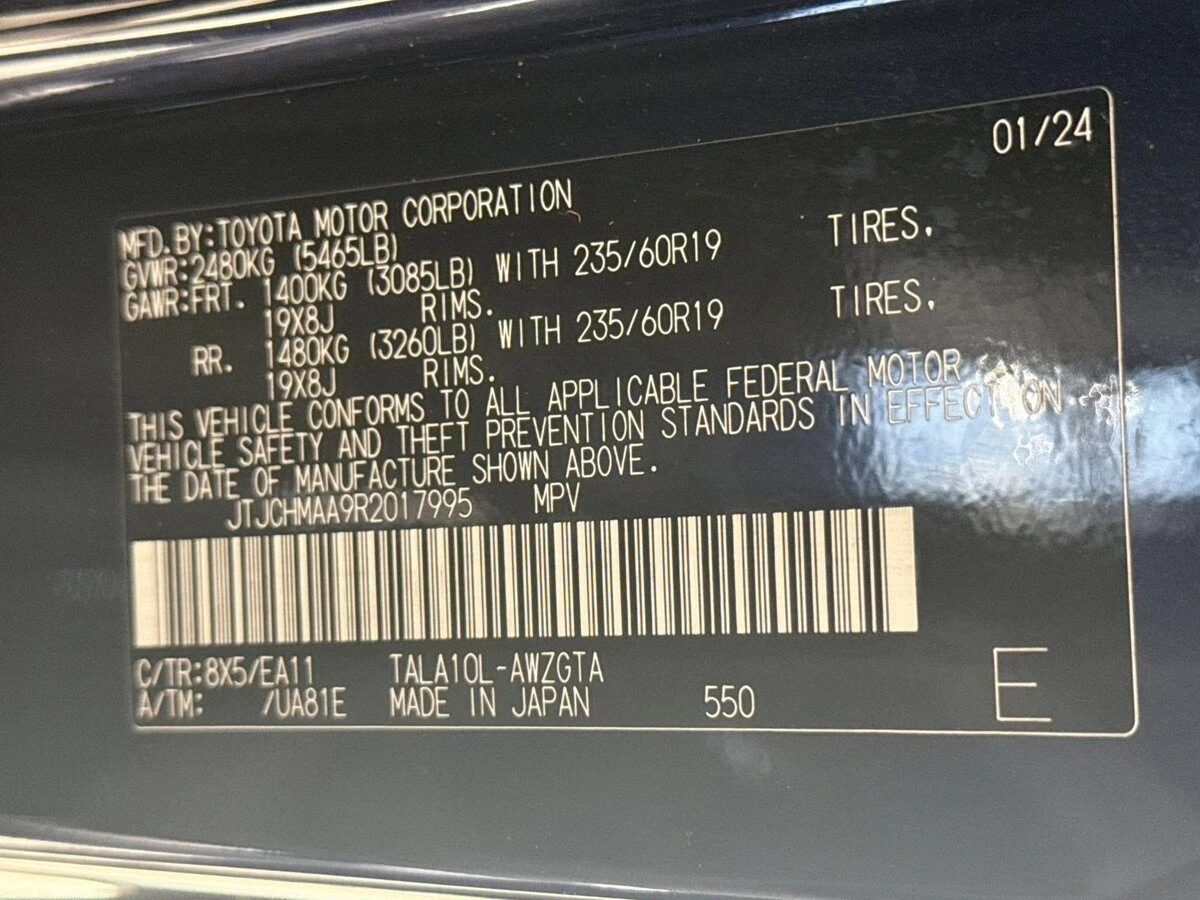 01/24
MFD.BY:TOYOTA MOTOR CORPORATION
GVWR:2480KG (5465LB)
GAWR:FRT. 1400KG (3085LB) WITH 235/60R19 TIRES,
19X8J RIMS.
RR. 1480KG (3260LB) WITH 235/60R19 TIRES,
19X8J RIMS.
THIS VEHICLE CONFORMS TO ALL APPLICABLE FEDERAL MOTOR
VEHICLE SAFETY AND THEFT PREVENTION STANDARDS IN EFFECT ON
THE DATE OF MANUFACTURE SHOWN ABOVE.
JTJCHMAA9R2017995 MPV
C/TR:8X5/EA11 TALA10L-AWZGTA
A/TM: /UA81E MADE IN JAPAN 550 E